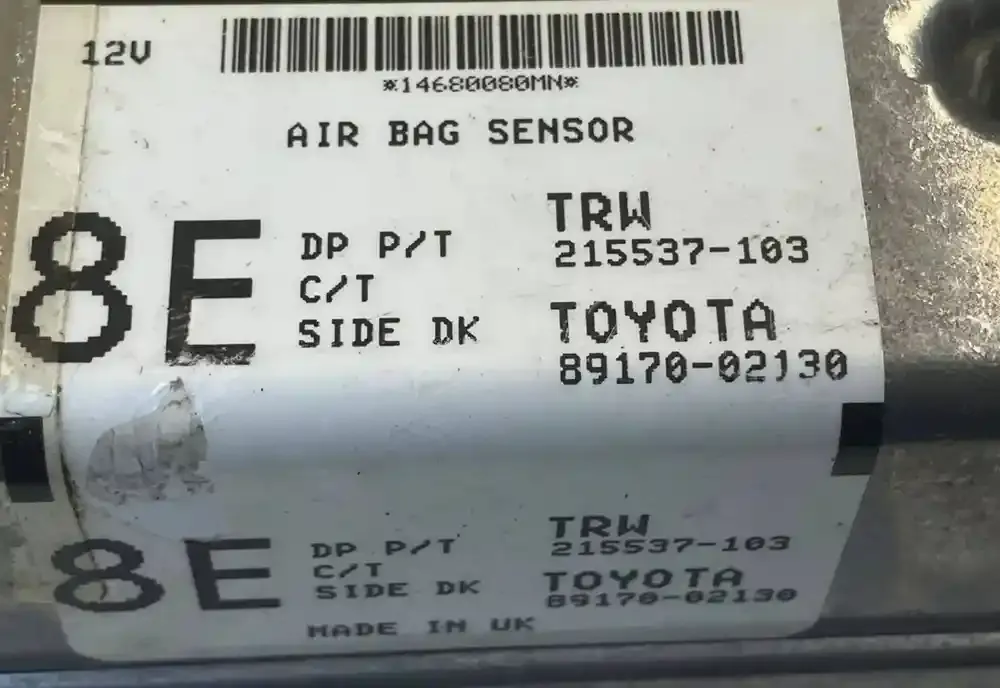 12V
*14680080MN*
AIR BAG SENSOR
8E
DP P/T
C/T
SIDE DK
TRW
215537-103
TOYOTA
89170-02130
8E
DP P/T
C/T
SIDE DK
TRW
215537-103
TOYOTA
89170-02130
MADE IN UK